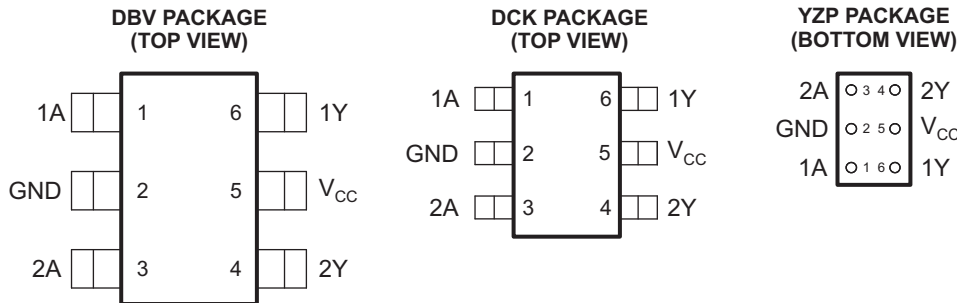 DBV PACKAGE
(TOP VIEW)
1A 1 6 1Y
GND 2 5 VCC
2A 3 4 2Y
DCK PACKAGE
(TOP VIEW)
1A 1 6 1Y
GND 2 5 VCC
2A 3 4 2Y
YZP PACKAGE
(BOTTOM VIEW)
2A 3 4 2Y
GND 2 5 VCC
1A 1 6 1Y